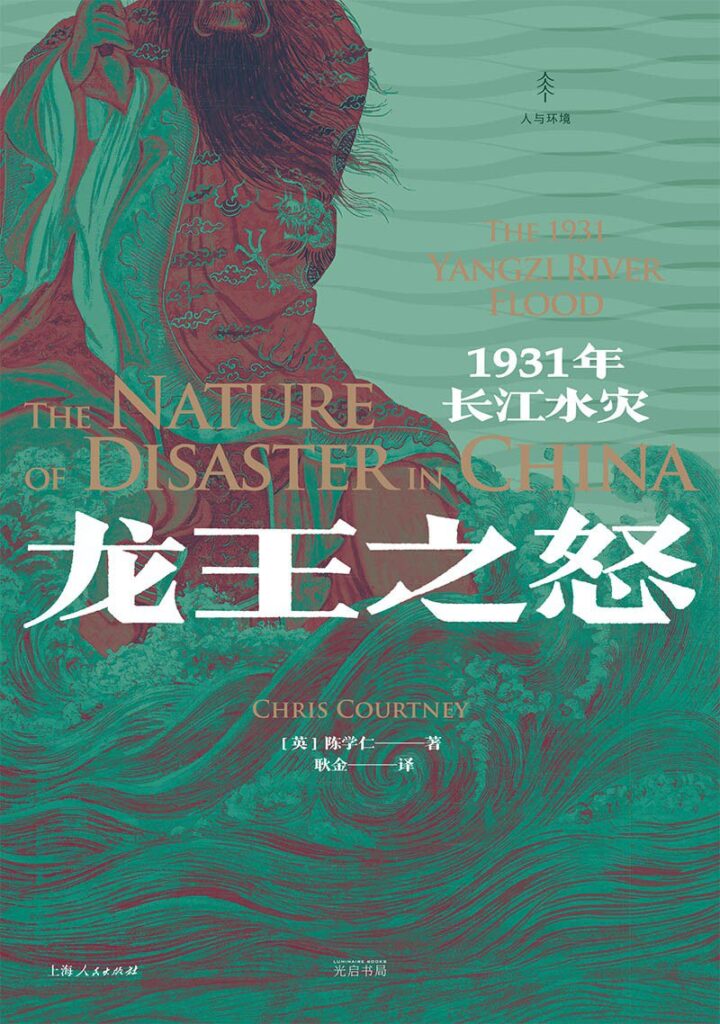 人与环境
THE 1931
YANGZI RIVER
FLOOD
1931年
长江水灾
THE NATURE
OF DISASTER IN CHINA
龙王之怒
CHRIS COURTNEY
[英]陈学仁——著
耿金——译
上海人民出版社
LUMINAIRE BOOKS
光启书局